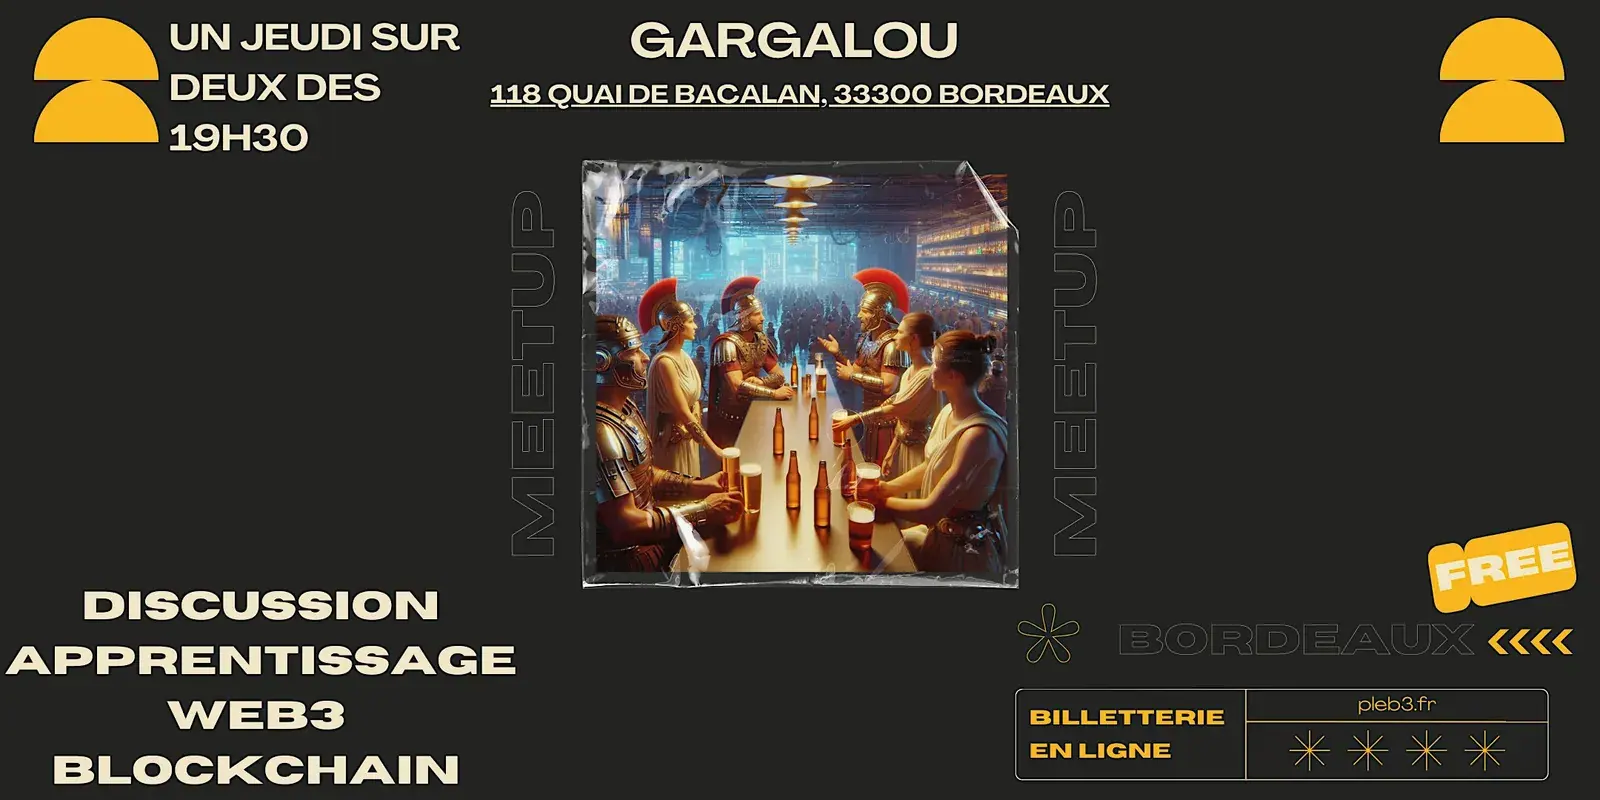 UN JEUDI SUR
DEUX DES
19H30
GARGALOU
118 QUAI DE BACALAN, 33300 BORDEAUX
MEETUP
MEETUP
DISCUSSION
APPRENTISSAGE
WEB3
BLOCKCHAIN
FREE
BORDEAUX
BILLETTERIE
EN LIGNE
pleb3.fr